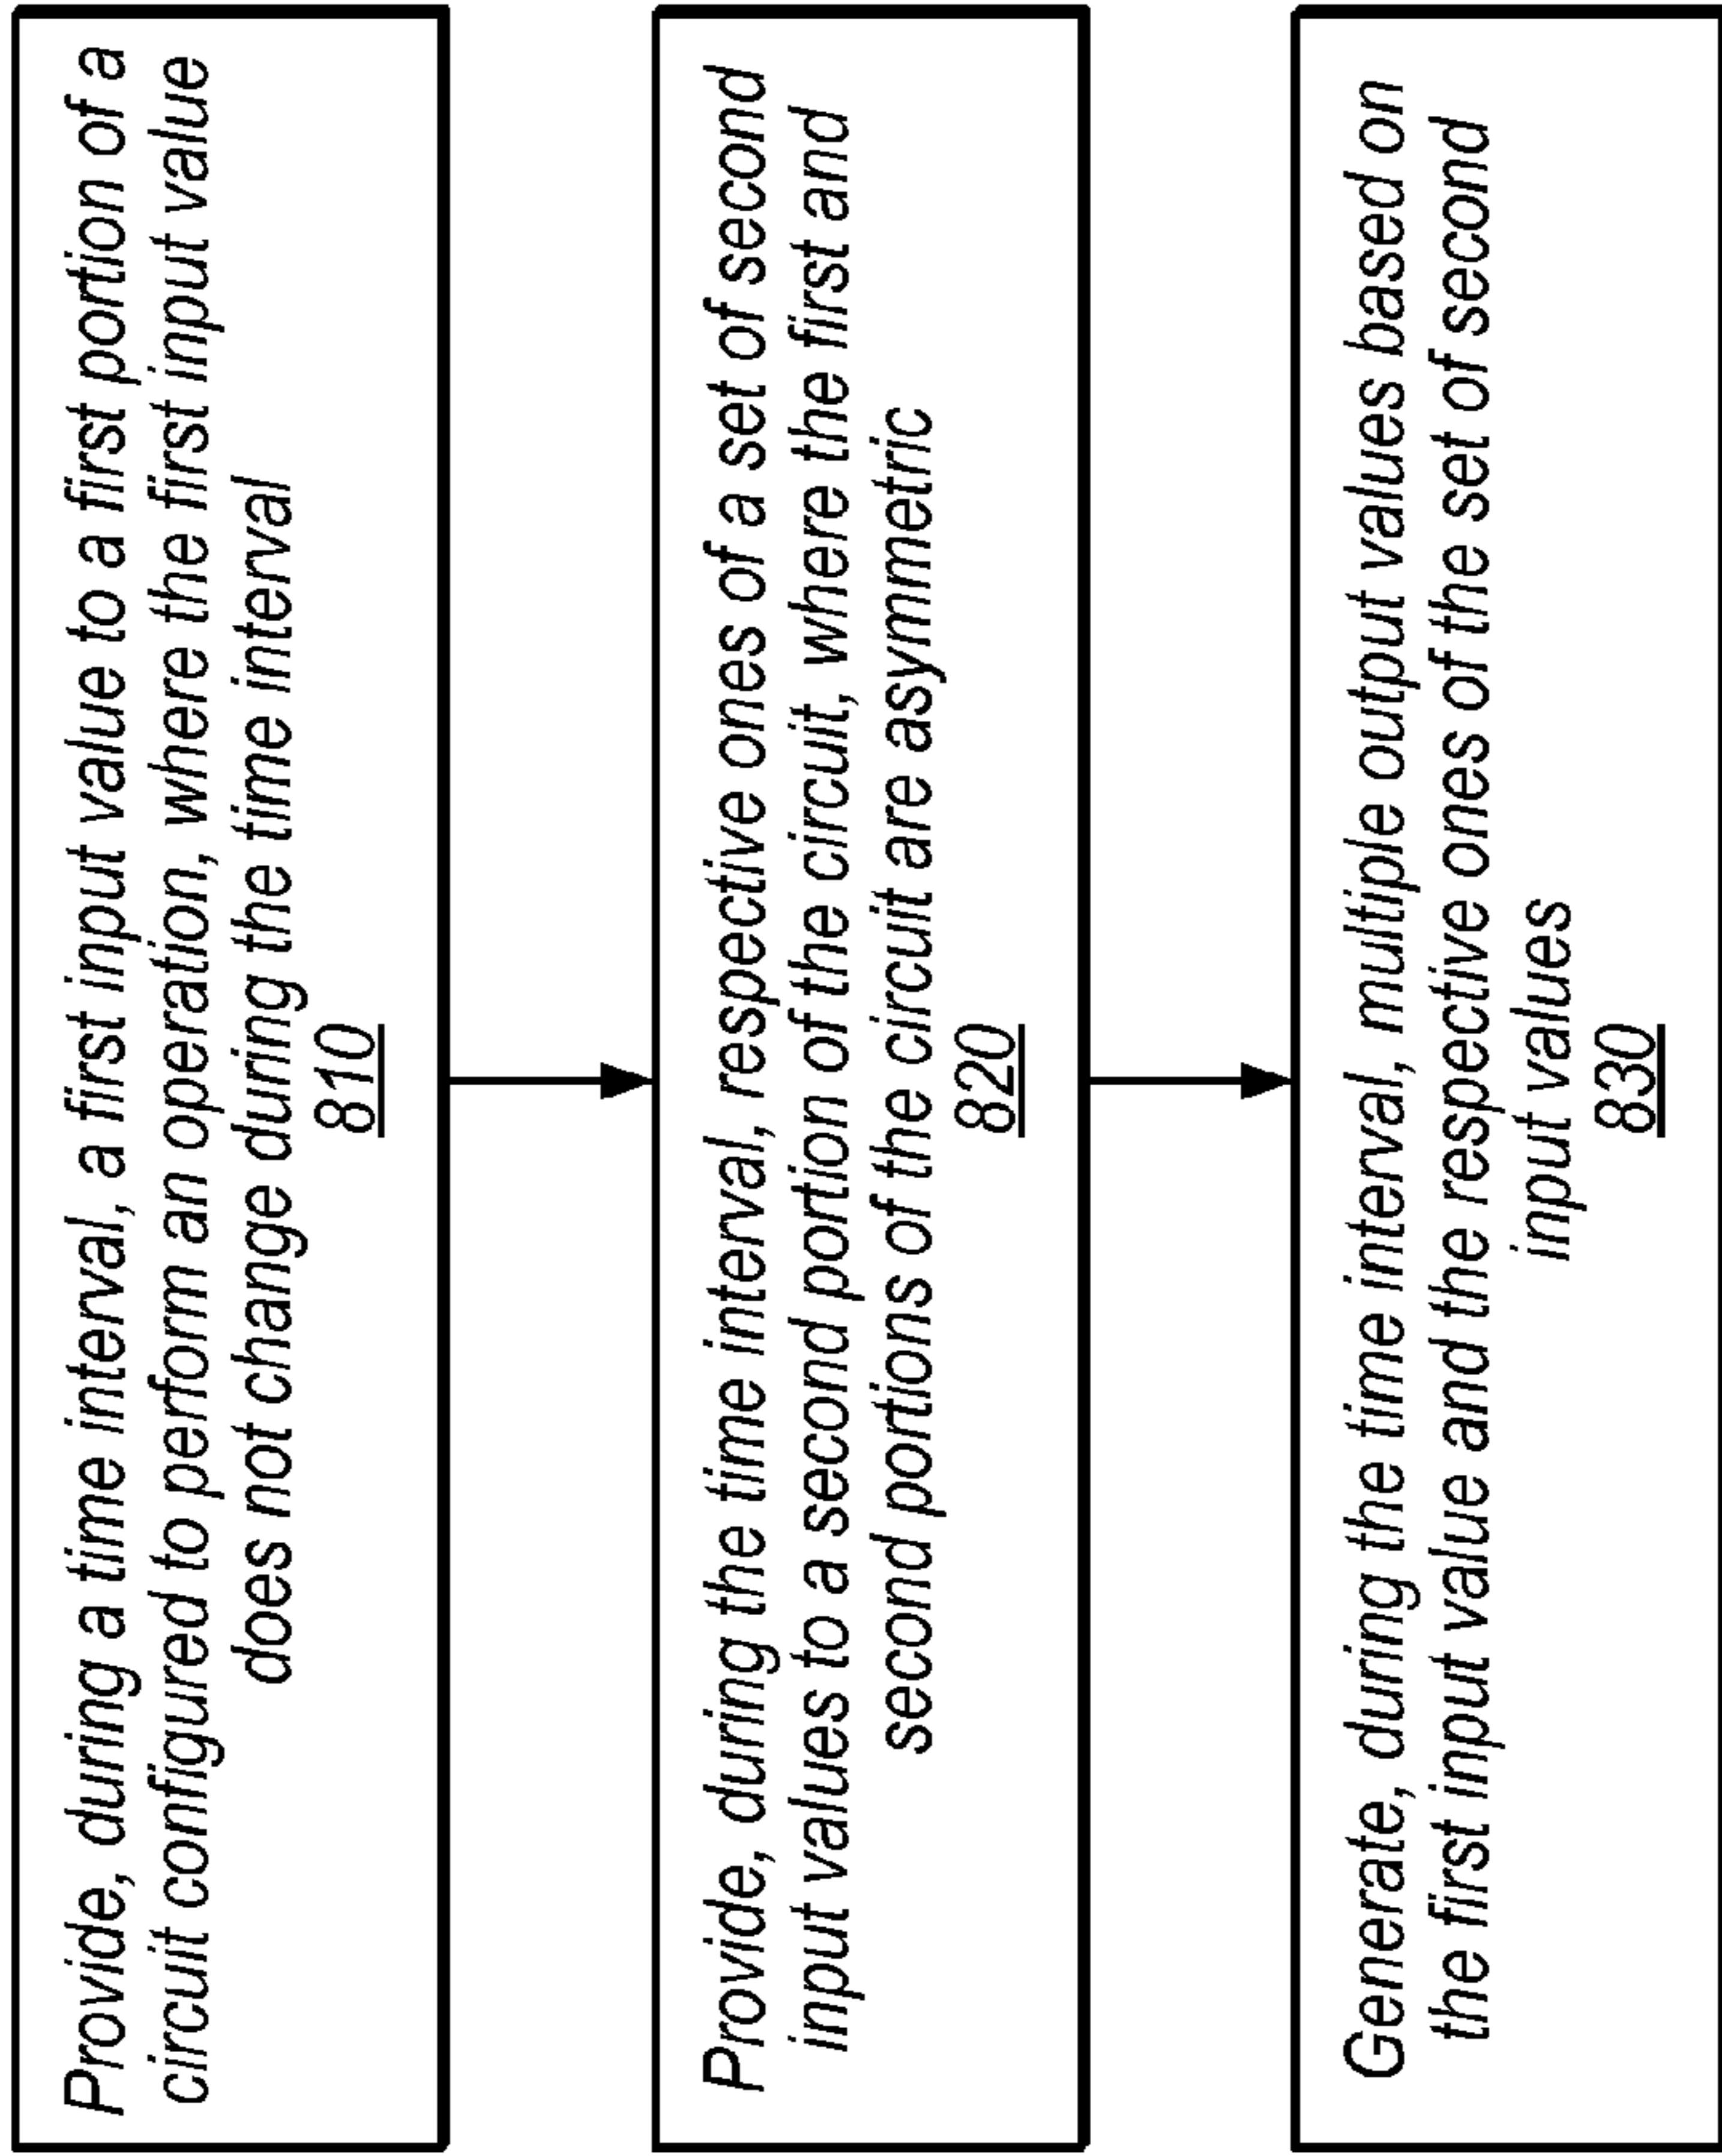 Provide, during a time interval, a first input value to a first portion of a
circuit configured to perform an operation, where the first input value
does not change during the time interval
810
Provide, during the time interval, respective ones of a set of second
input values to a second portion of the circuit, where the first and
second portions of the circuit are asymmetric
820
Generate, during the time interval, multiple output values based on
the first input value and the respective ones of the set of second
input values
830